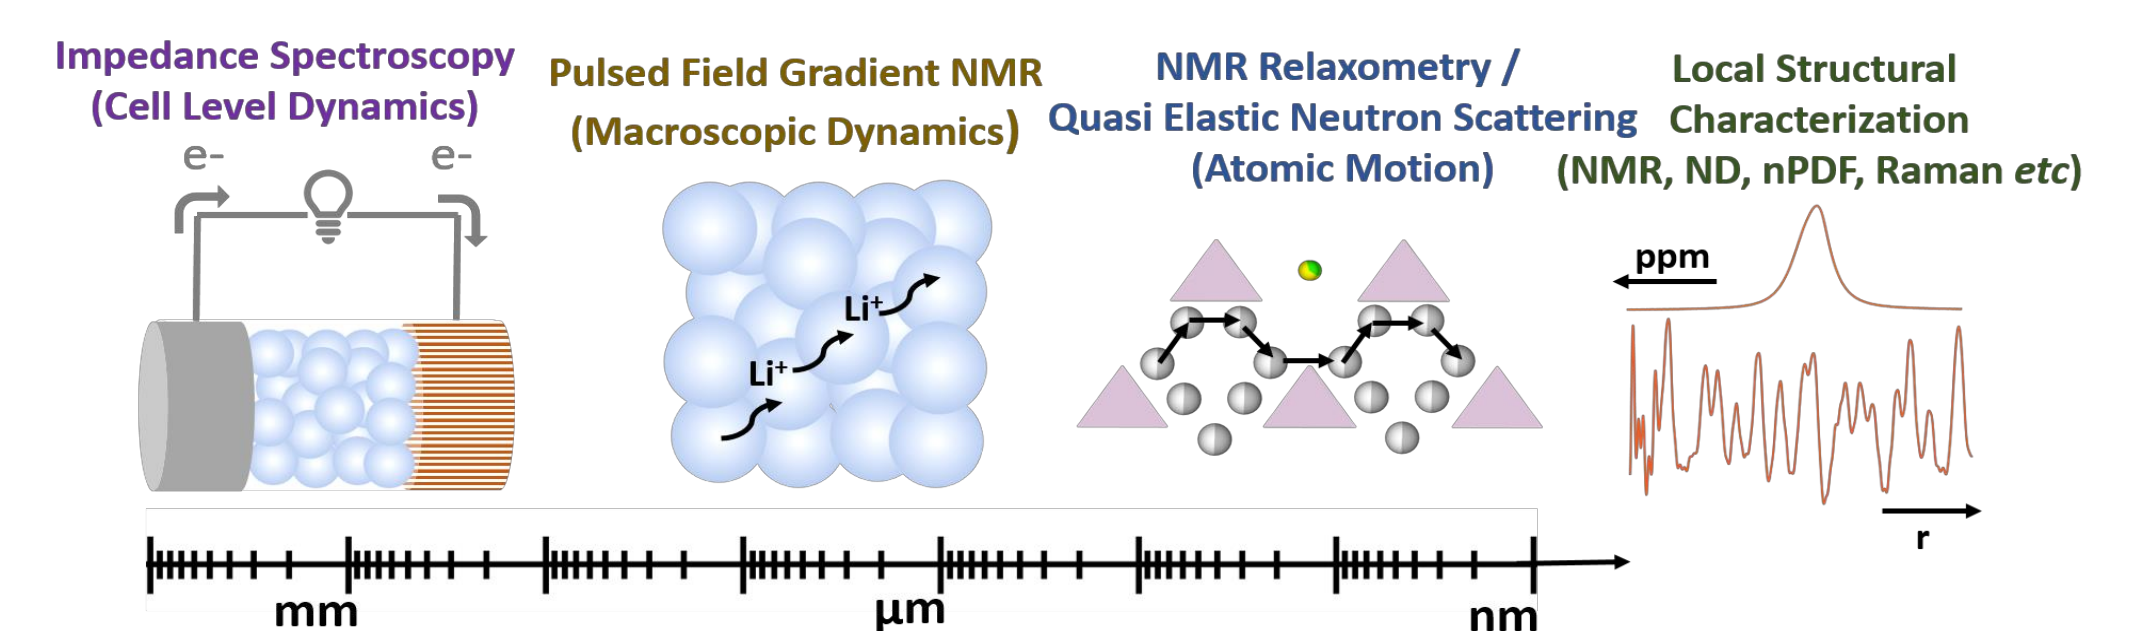 Impedance Spectroscopy
(Cell Level Dynamics)
e-
e-
Pulsed Field Gradient NMR
(Macroscopic Dynamics)
Li⁺
Li⁺
NMR Relaxometry /
Quasi Elastic Neutron Scattering
(Atomic Motion)
Local Structural
Characterization
(NMR, ND, nPDF, Raman etc)
ppm
r
mm
µm
nm